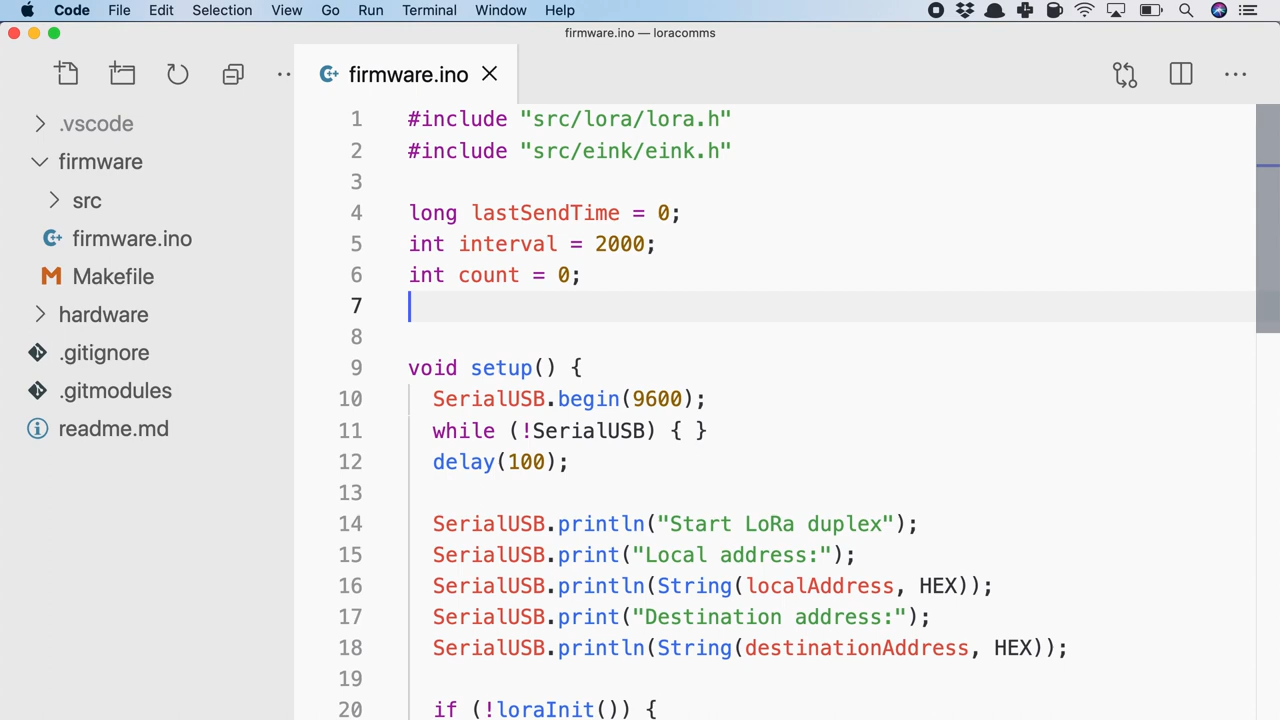 Code File Edit Selection View Go Run Terminal Window Help
firmware.ino — loracomms
firmware.ino
.vscode
firmware
src
firmware.ino
Makefile
hardware
.gitignore
.gitmodules
readme.md
1 #include "src/lora/lora.h"
2 #include "src/eink/eink.h"
3
4 long lastSendTime = 0;
5 int interval = 2000;
6 int count = 0;
7
8
9 void setup() {
10 SerialUSB.begin(9600);
11 while (!SerialUSB) { }
12 delay(100);
13
14 SerialUSB.println("Start LoRa duplex");
15 SerialUSB.print("Local address:");
16 SerialUSB.println(String(localAddress, HEX));
17 SerialUSB.print("Destination address:");
18 SerialUSB.println(String(destinationAddress, HEX));
19
20 if (!loraInit()) {